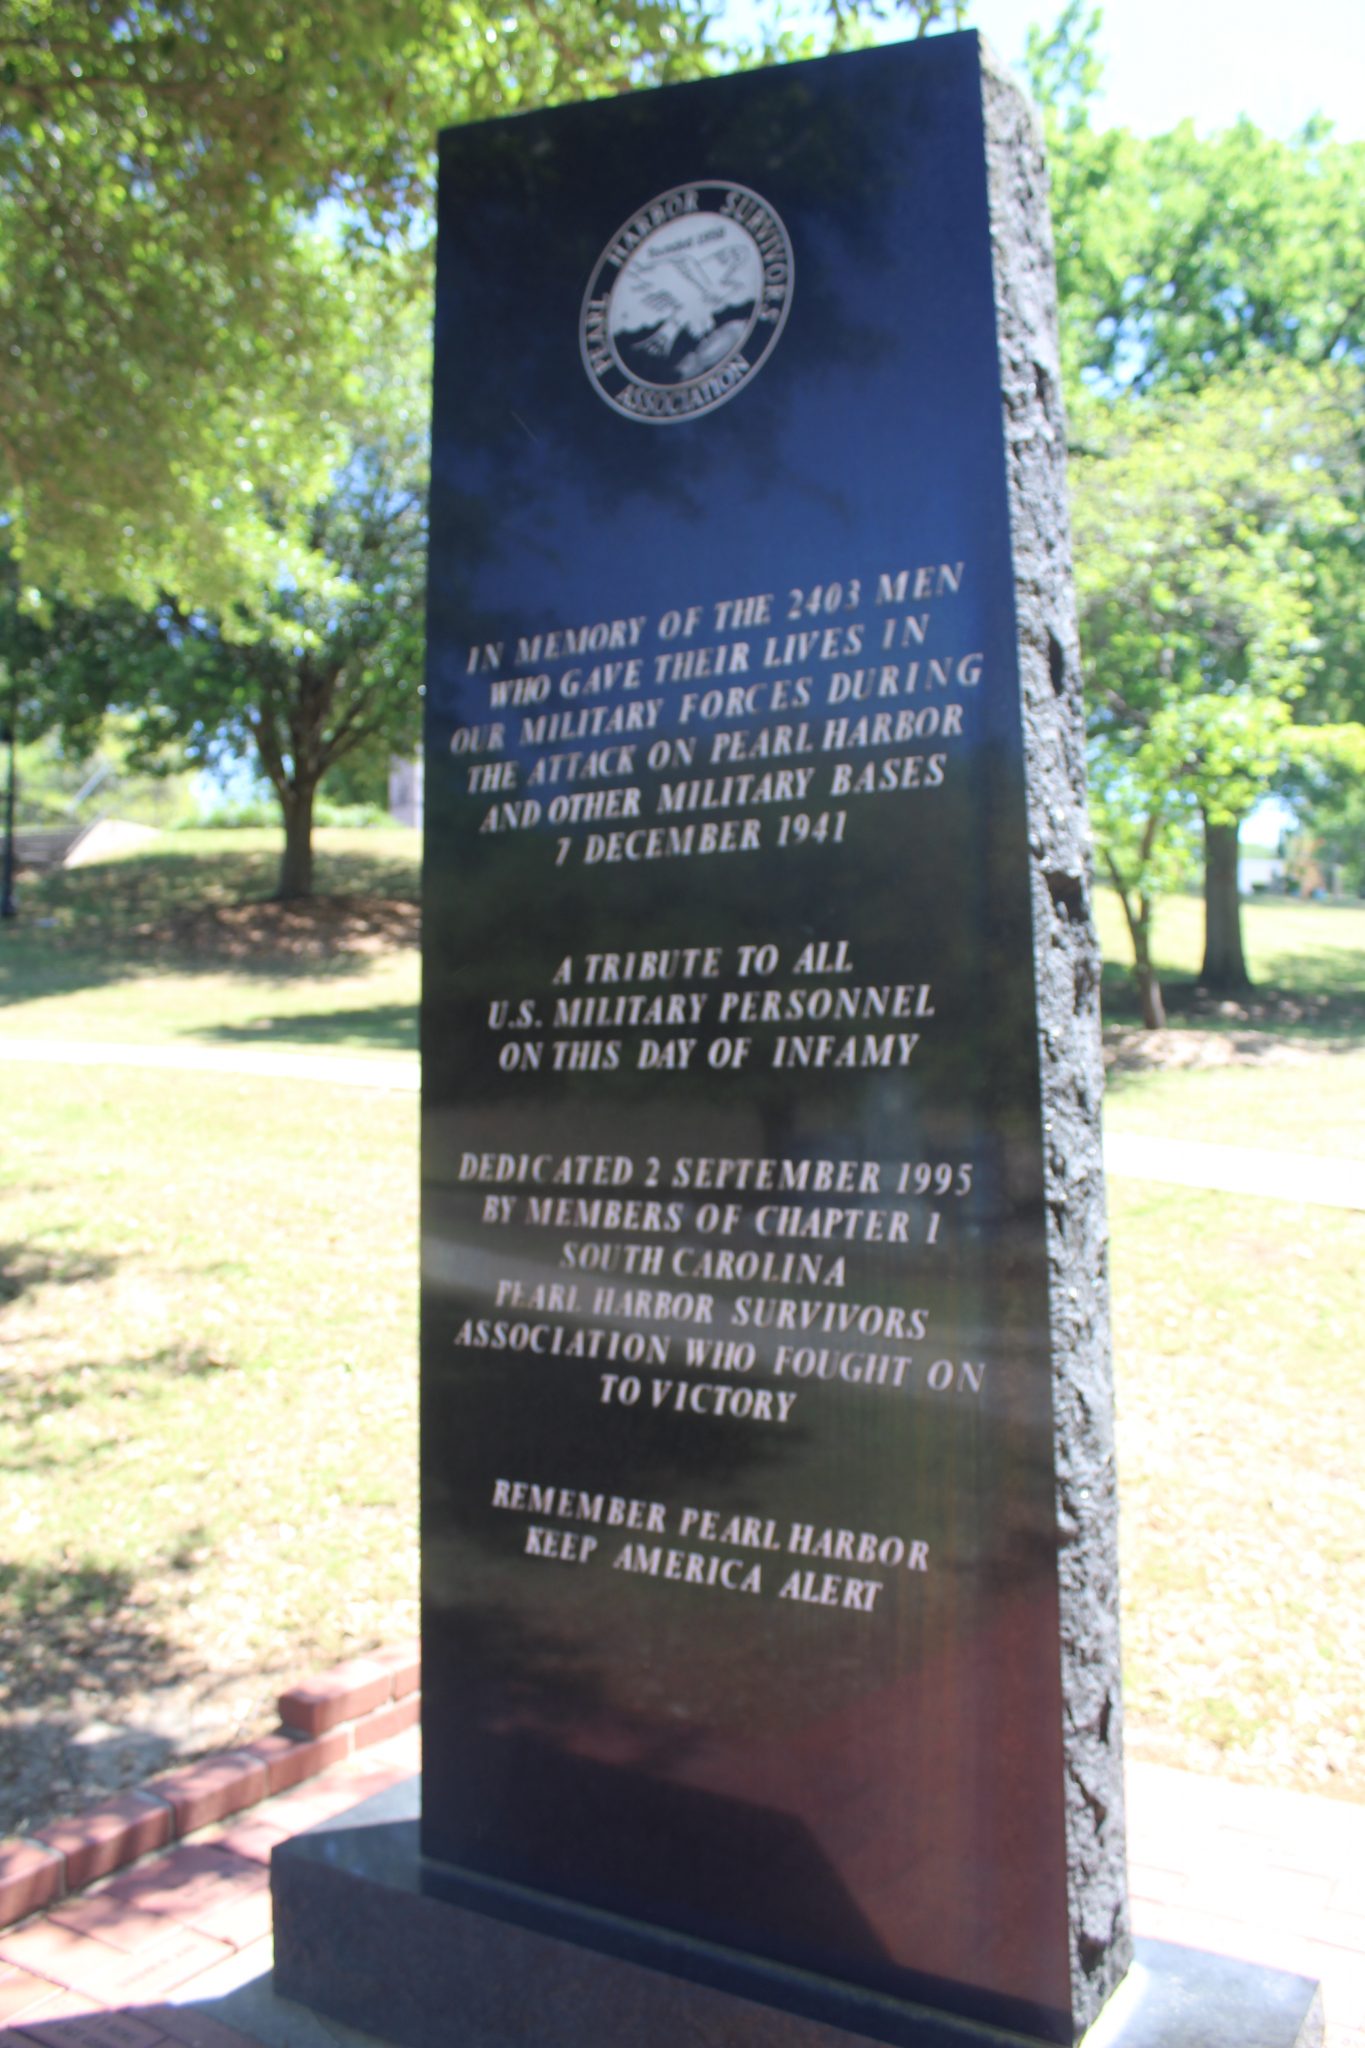 PEARL HARBOR SURVIVORS
ASSOCIATION
IN MEMORY OF THE 2403 MEN
WHO GAVE THEIR LIVES IN
OUR MILITARY FORCES DURING
THE ATTACK ON PEARL HARBOR
AND OTHER MILITARY BASES
7 DECEMBER 1941
A TRIBUTE TO ALL
U.S. MILITARY PERSONNEL
ON THIS DAY OF INFAMY
DEDICATED 2 SEPTEMBER 1995
BY MEMBERS OF CHAPTER 1
SOUTH CAROLINA
PEARL HARBOR SURVIVORS
ASSOCIATION WHO FOUGHT ON
TO VICTORY
REMEMBER PEARL HARBOR
KEEP AMERICA ALERT